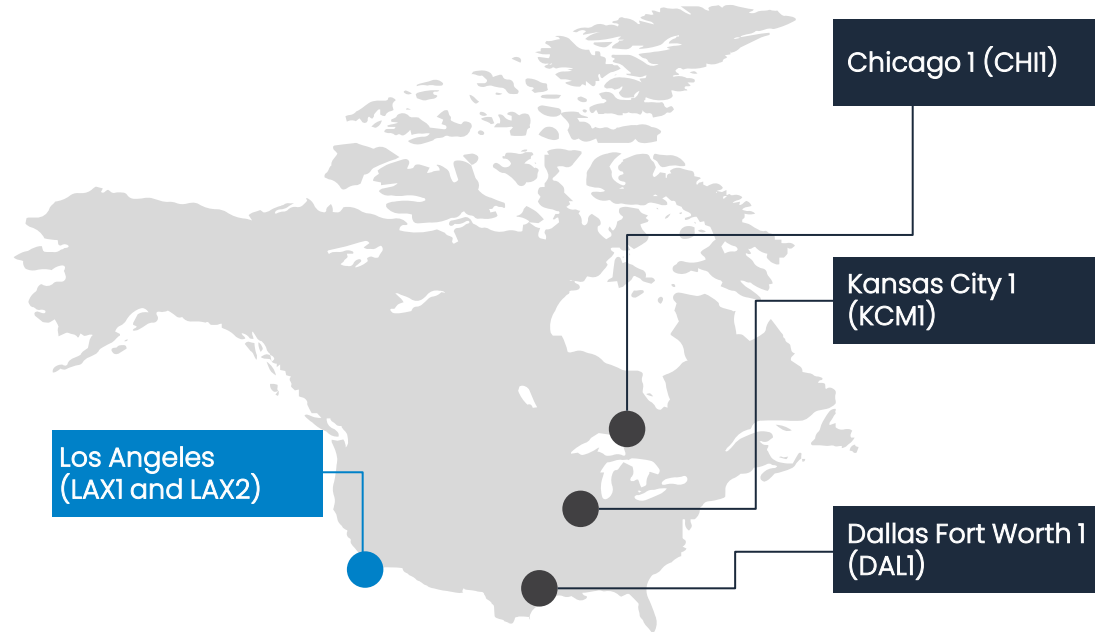 Chicago 1 (CHI1)
Kansas City 1
(KCM1)
Los Angeles
(LAX1 and LAX2)
Dallas Fort Worth 1
(DAL1)